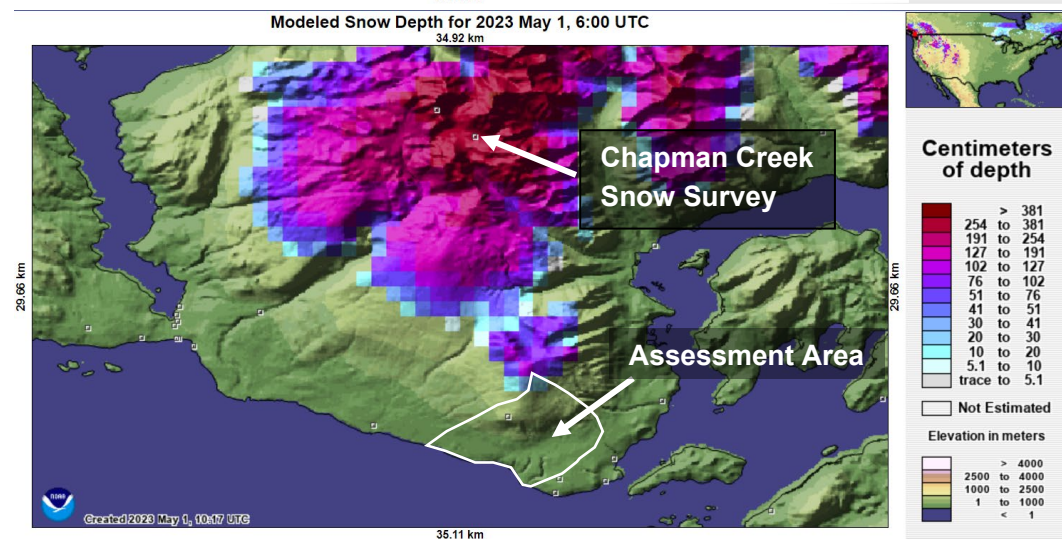 Modeled Snow Depth for 2023 May 1, 6:00 UTC
34.92 km
29.66 km
Chapman Creek
Snow Survey
Assessment Area
29.66 km
NOAA
Created 2023 May 1, 10:17 UTC
35.11 km
Centimeters
of depth
> 381
254 to 381
191 to 254
127 to 191
102 to 127
76 to 102
51 to 76
41 to 51
30 to 41
20 to 30
10 to 20
5.1 to 10
trace to 5.1
Not Estimated
Elevation in meters
> 4000
2500 to 4000
1000 to 2500
1 to 1000
< 1